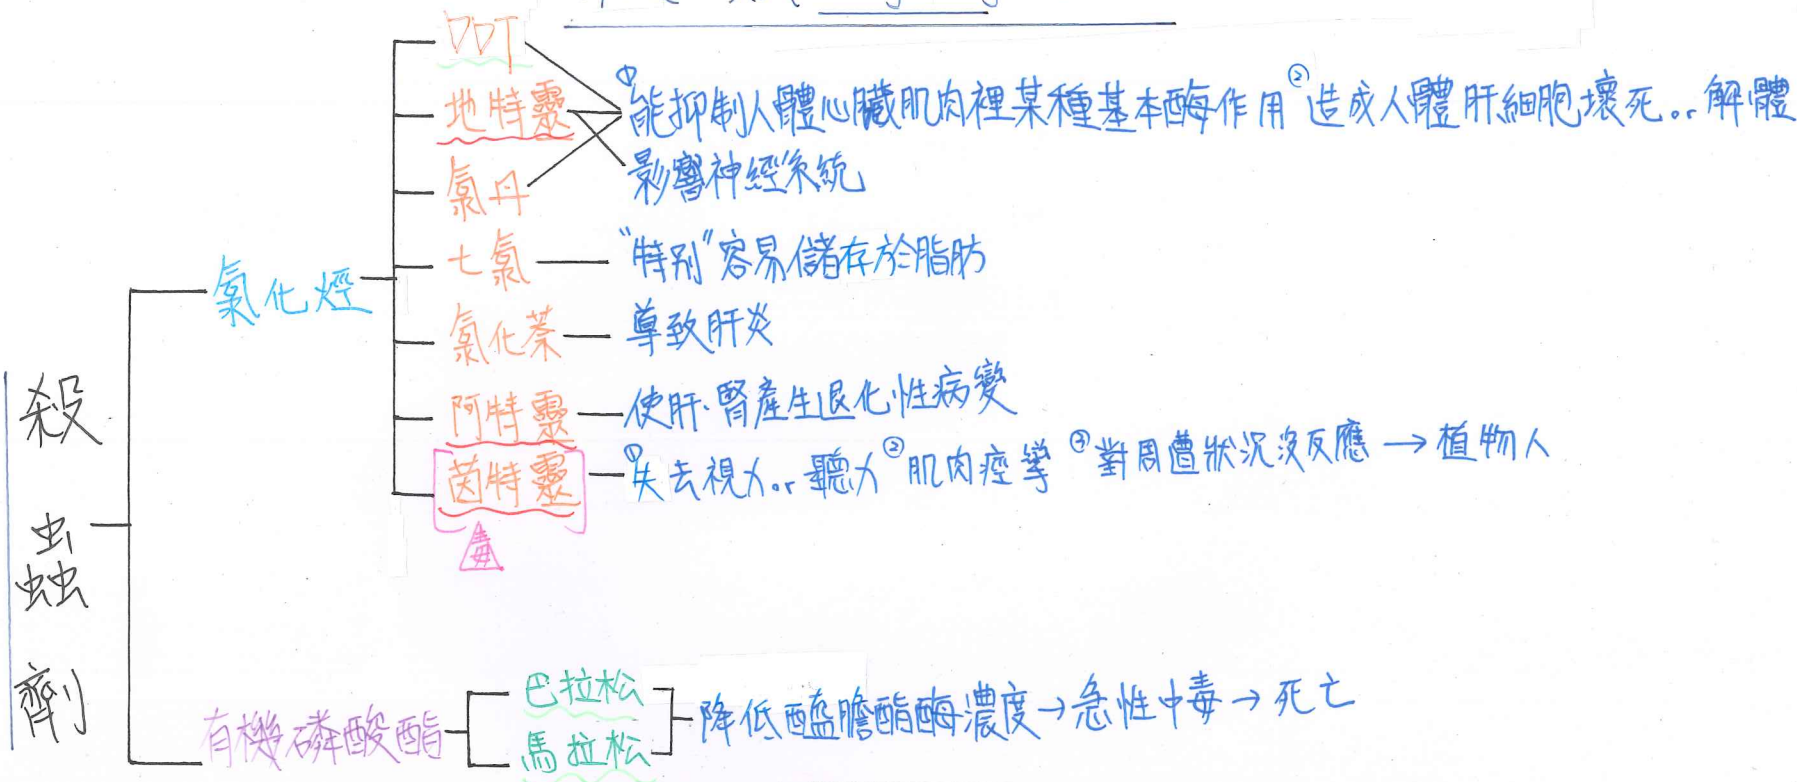 DDT
地特靈
氯丹
①能抑制人體心臟肌肉裡某種基本酶作用 ②造成人體肝細胞壞死or解體
影響神經系統
七氯
"特別"容易儲存於脂肪
氯化烴
氯化萘
導致肝炎
阿特靈
使肝、腎產生退化性病變
茵特靈
①失去視力or聽力 ②肌肉痙攣 ③對周遭狀況沒反應→植物人
毒
殺蟲劑
有機磷酸酯
巴拉松
馬拉松
降低醯膽酯酶濃度→急性中毒→死亡